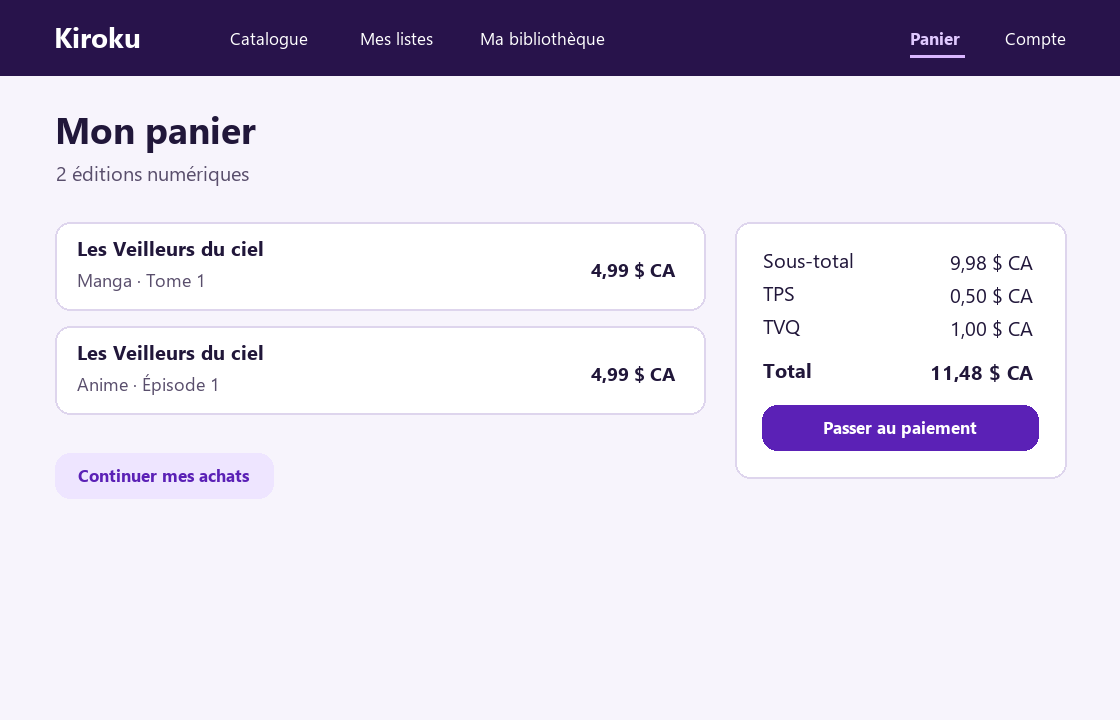 Kiroku Catalogue Mes listes Ma bibliothèque Panier Compte
Mon panier
2 éditions numériques
Les Veilleurs du ciel
Manga · Tome 1
4,99 $ CA
Les Veilleurs du ciel
Anime · Épisode 1
4,99 $ CA
Continuer mes achats
Sous-total 9,98 $ CA
TPS 0,50 $ CA
TVQ 1,00 $ CA
Total 11,48 $ CA
Passer au paiement